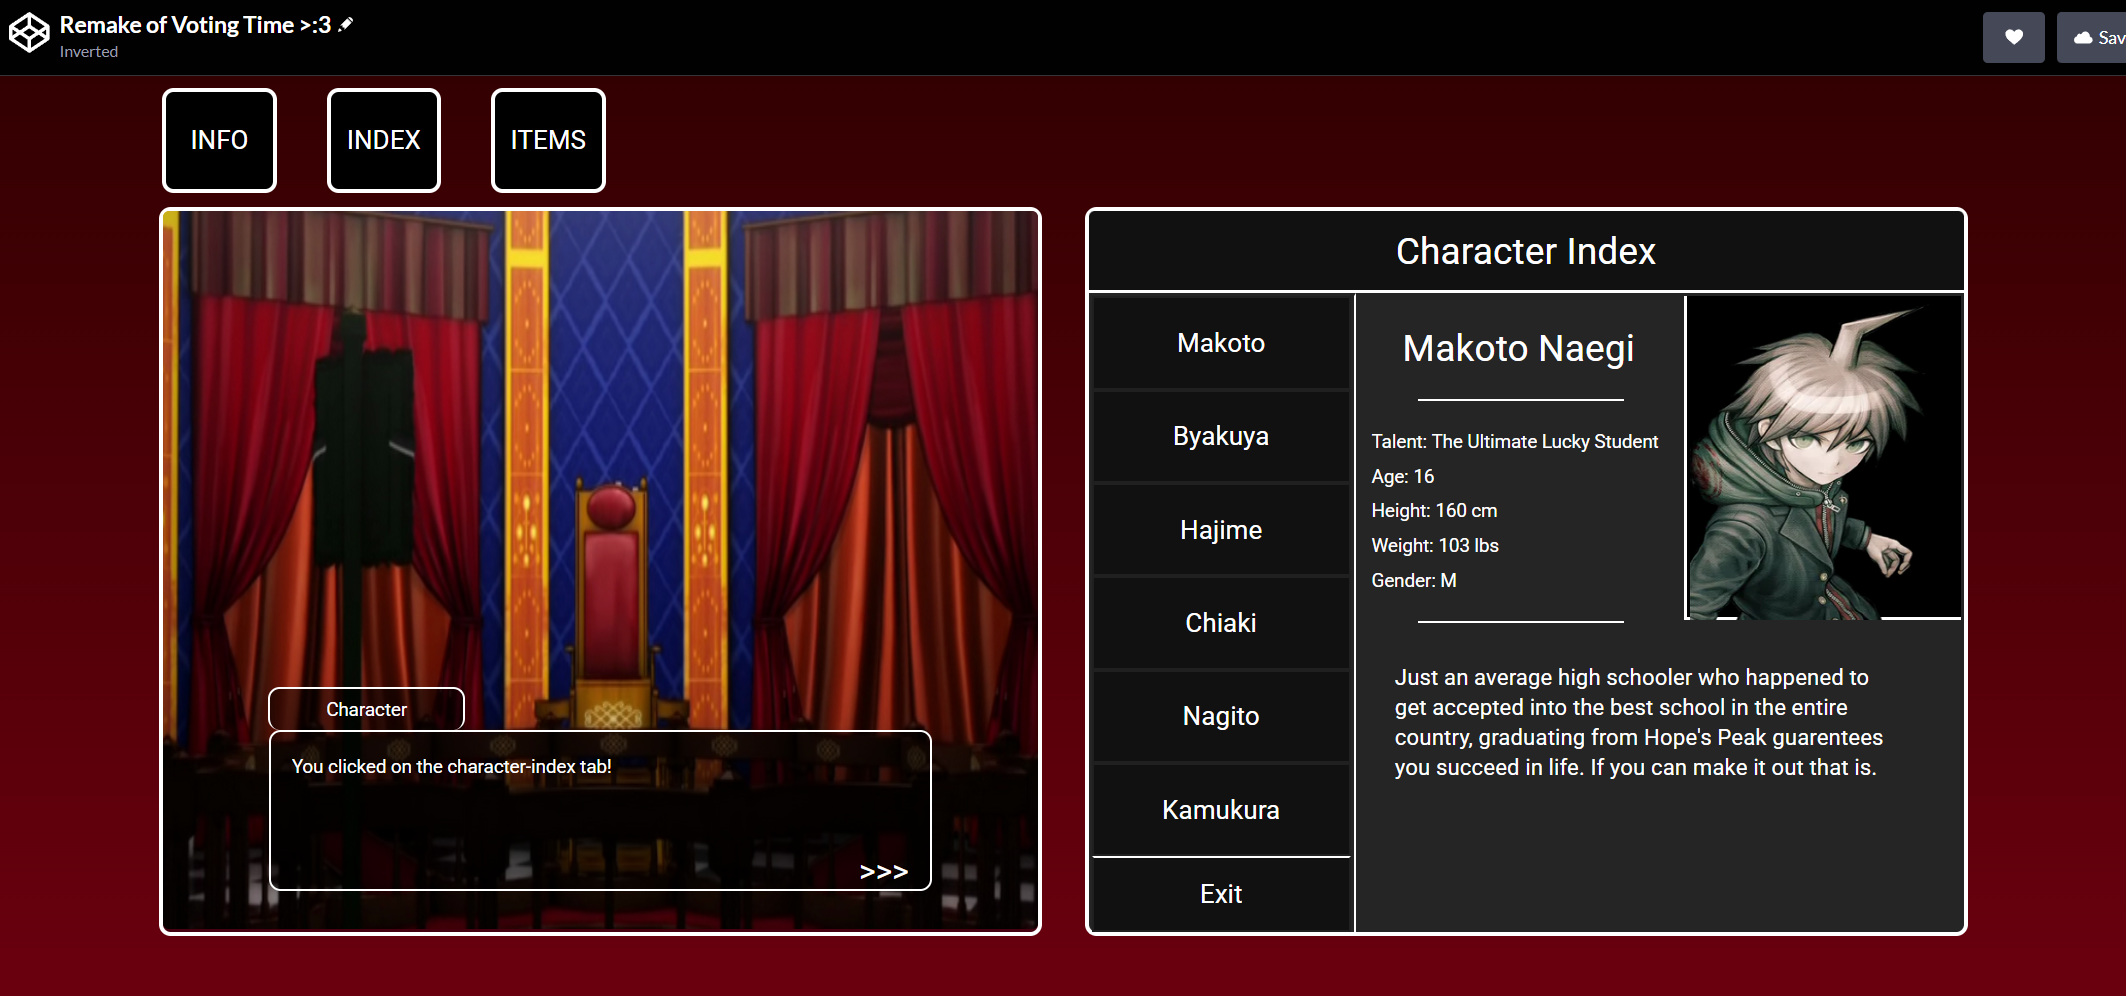 Remake of Voting Time >:3
Inverted
Sav
INFO
INDEX
ITEMS
Character
You clicked on the character-index tab!
>>>
Character Index
Makoto
Byakuya
Hajime
Chiaki
Nagito
Kamukura
Exit
Makoto Naegi
Talent: The Ultimate Lucky Student
Age: 16
Height: 160 cm
Weight: 103 lbs
Gender: M
Just an average high schooler who happened to
get accepted into the best school in the entire
country, graduating from Hope's Peak guarentees
you succeed in life. If you can make it out that is.